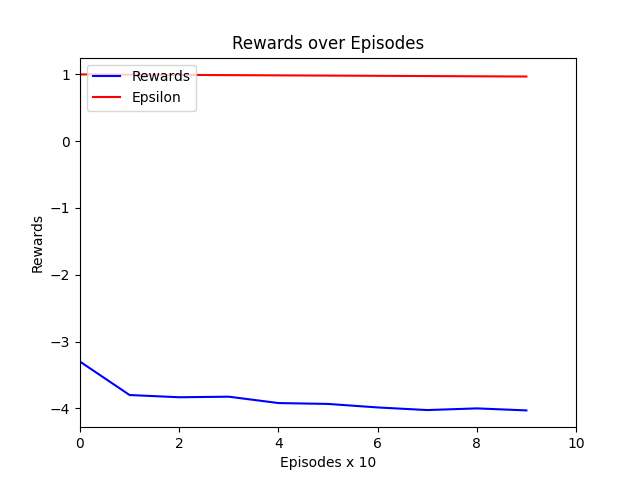 Rewards over Episodes
Rewards
Epsilon
1
0
−1
−2
−3
−4
Rewards
0 2 4 6 8 10
Episodes x 10